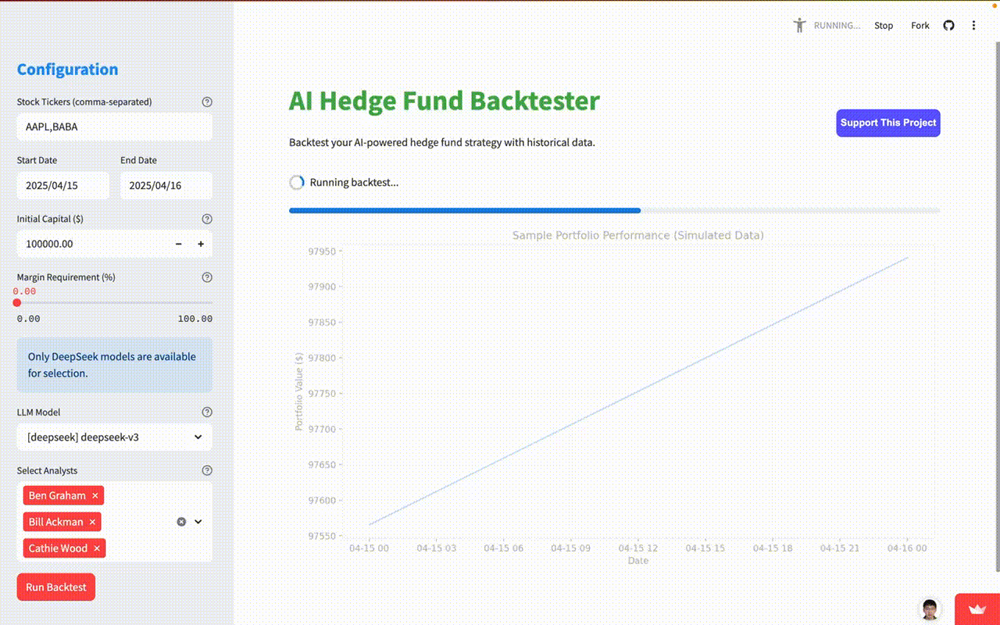 RUNNING...
Stop
Fork
Configuration
Stock Tickers (comma-separated)
AAPL,BABA
Start Date
End Date
2025/04/15
2025/04/16
Initial Capital ($)
100000.00
Margin Requirement (%)
0.00
0.00
100.00
Only DeepSeek models are available
for selection.
LLM Model
[deepseek] deepseek-v3
Select Analysts
Ben Graham ×
Bill Ackman ×
Cathie Wood ×
Run Backtest
AI Hedge Fund Backtester
Support This Project
Backtest your AI-powered hedge fund strategy with historical data.
Running backtest...
Sample Portfolio Performance (Simulated Data)
Portfolio Value ($)
97950
97900
97850
97800
97750
97700
97650
97600
97550
04-15 00
04-15 03
04-15 06
04-15 09
04-15 12
04-15 15
04-15 18
04-15 21
04-16 00
Date